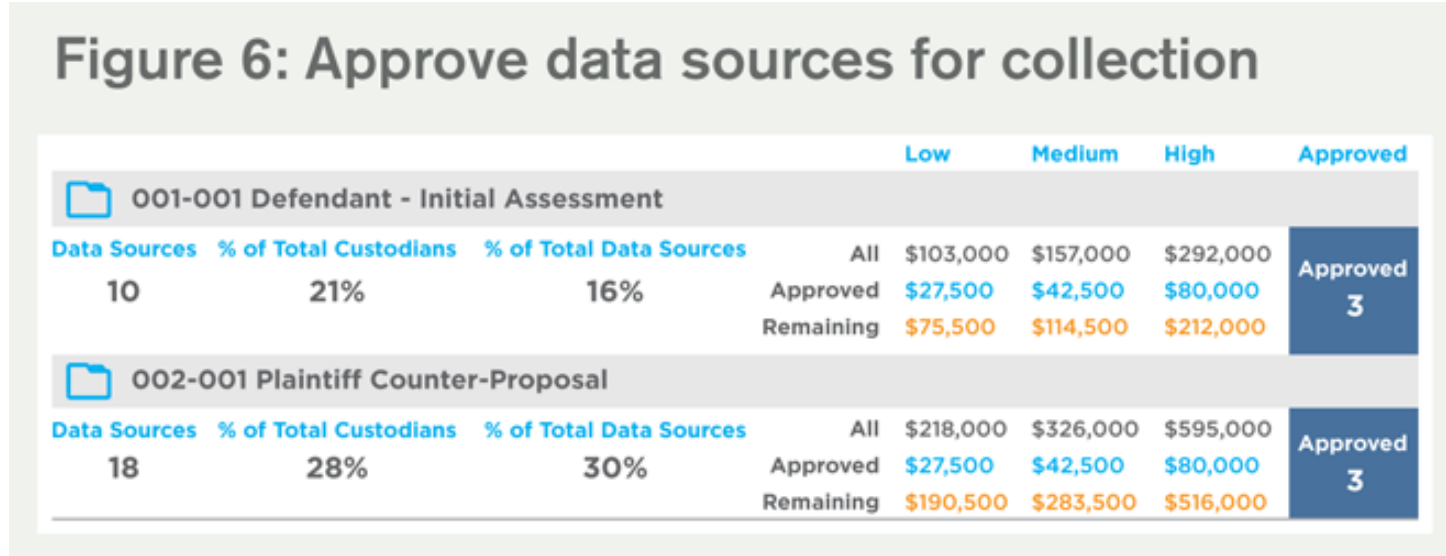 Figure 6: Approve data sources for collection
Low Medium High Approved
001-001 Defendant - Initial Assessment
Data Sources % of Total Custodians % of Total Data Sources All $103,000 $157,000 $292,000
Approved
10 21% 16% Approved $27,500 $42,500 $80,000
3
Remaining $75,500 $114,500 $212,000
002-001 Plaintiff Counter-Proposal
Data Sources % of Total Custodians % of Total Data Sources All $218,000 $326,000 $595,000
Approved
18 28% 30% Approved $27,500 $42,500 $80,000
3
Remaining $190,500 $283,500 $516,000